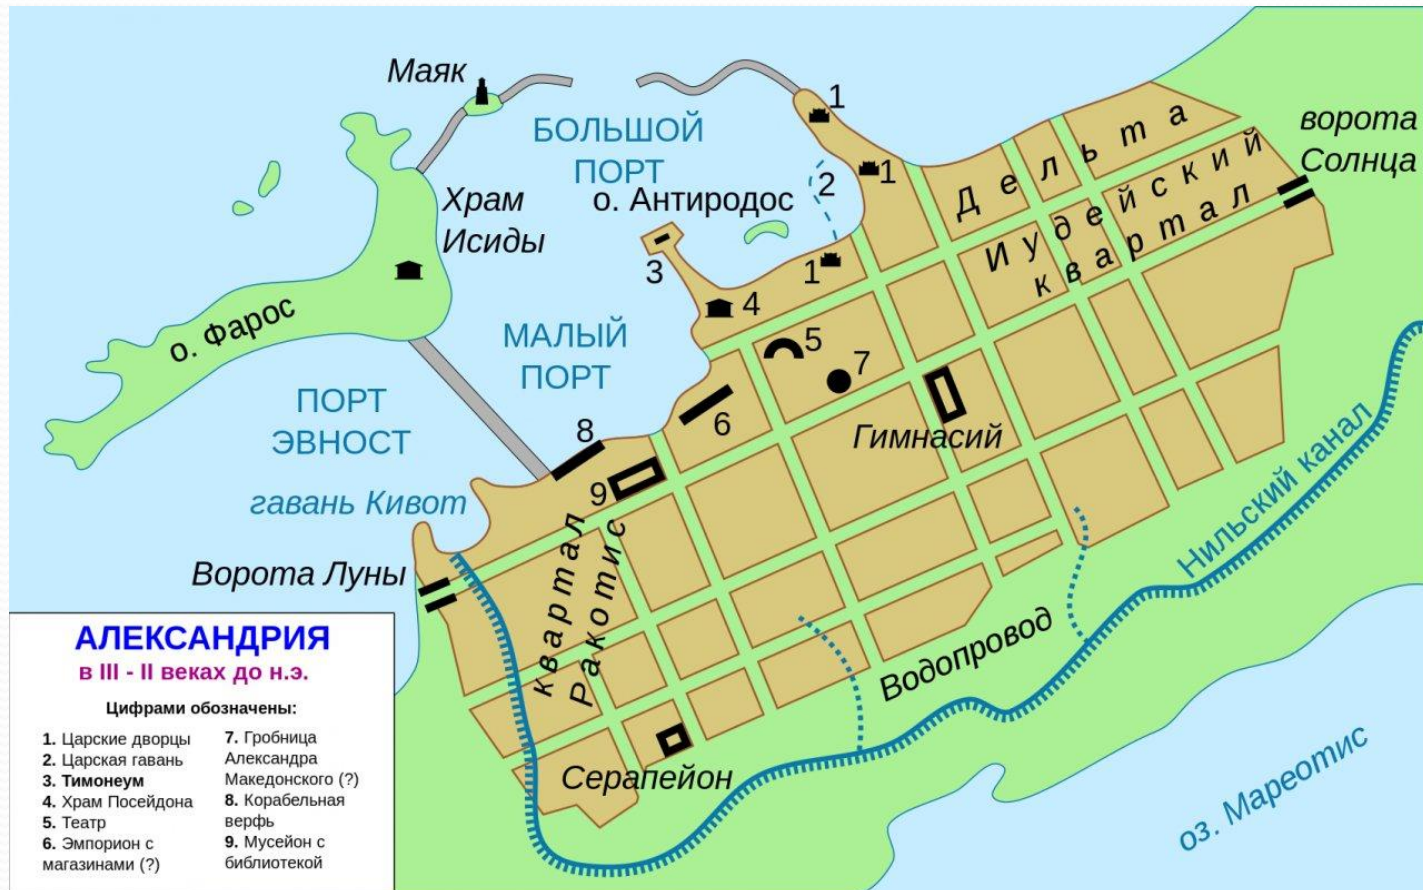 Маяк
БОЛЬШОЙ
ПОРТ
1
ворота
Солнца
Дельта
Иудейский
квартал
1
2
Храм
Исиды
о. Антиродос
3
1
4
о. Фарос
МАЛЫЙ
ПОРТ
5
7
6
ПОРТ
ЭВНОСТ
8
Гимнасий
9
гавань Кивот
Ворота Луны
квартал
Ракотис
Нильский канал
Водопровод
Серапейон
оз. Мареотис
АЛЕКСАНДРИЯ
в III - II веках до н.э.
Цифрами обозначены:
1. Царские дворцы
2. Царская гавань
3. Тимонеум
4. Храм Посейдона
5. Театр
6. Эмпорион с
магазинами (?)
7. Гробница
Александра
Македонского (?)
8. Корабельная
верфь
9. Мусейон с
библиотекой